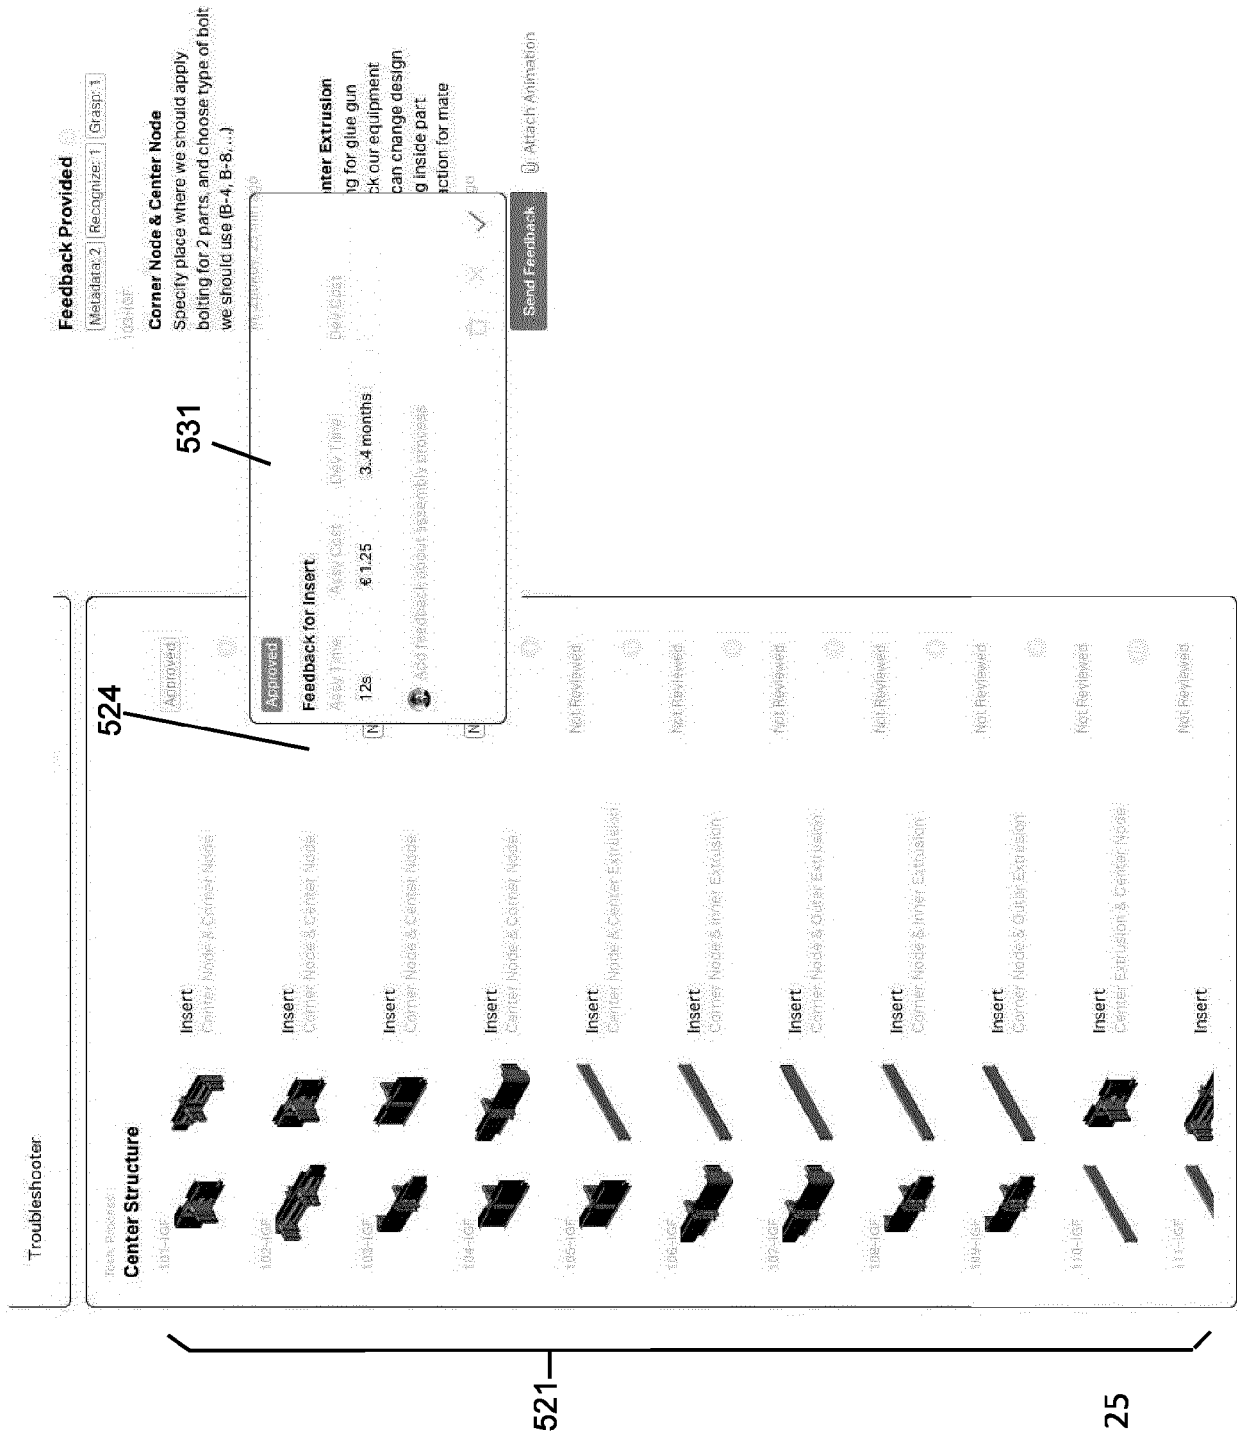 Troubleshooter
Tech. Process
Center Structure
101-IGF
Insert
Corner Node & Corner Node
Approved
102-IGF
Insert
Corner Node & Center Node
103-IGF
Insert
Corner Node & Center Node
N
104-IGF
Insert
Center Node & Corner Node
N
105-IGF
Insert
Center Node & Center Extrusion
Not Reviewed
106-IGF
Insert
Corner Node & Inner Extrusion
Not Reviewed
107-IGF
Insert
Corner Node & Outer Extrusion
Not Reviewed
108-IGF
Insert
Corner Node & Inner Extrusion
Not Reviewed
109-IGF
Insert
Corner Node & Outer Extrusion
Not Reviewed
110-IGF
Insert
Center Extrusion & Center Node
Not Reviewed
111-IGF
Insert
Not Reviewed
524
531
Approved
Feedback for Insert
Assy Time
Assy Cost
Dev Time
Dev Cost
12s
€ 1.25
3..4 months
Add feedback about assembly process
Feedback Provided
Metadata: 2
Recognize: 1
Grasp: 1
103-IGF
Corner Node & Center Node
Specify place where we should apply
bolting for 2 parts, and choose type of bolt
we should use (B-4, B-8, ...)
nter Extrusion
ng for glue gun
ck our equipment
can change design
g inside part
action for mate
go
Send Feedback
Attach Animation
521
25